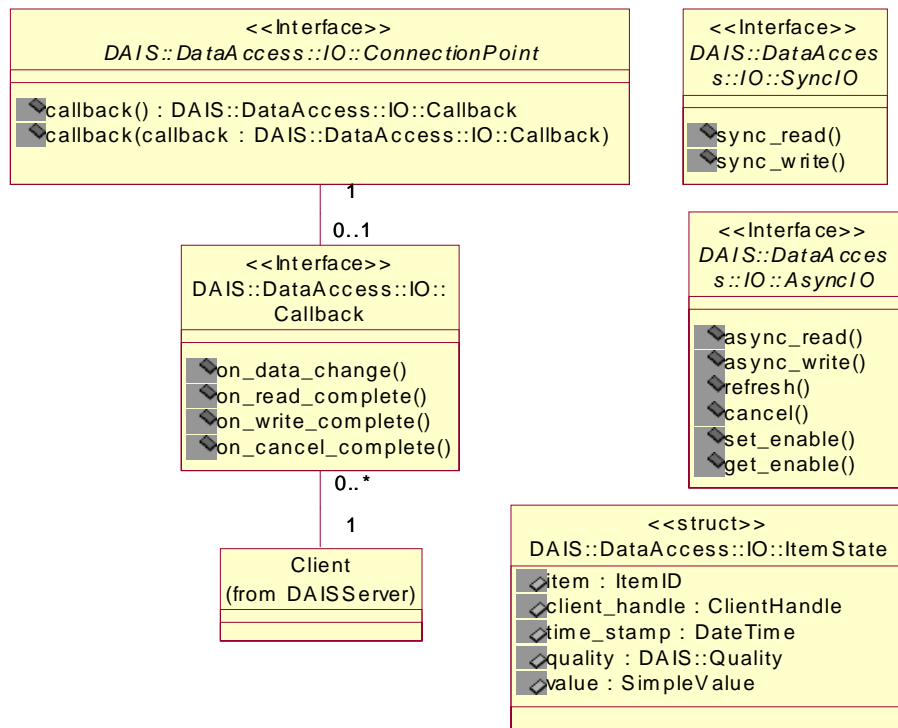 <<Interface>>
DAIS::DataAccess::IO::ConnectionPoint
callback() : DAIS::DataAccess::IO::Callback
callback(callback : DAIS::DataAccess::IO::Callback)
1
0..1
<<Interface>>
DAIS::DataAccess::IO::
Callback
on_data_change()
on_read_complete()
on_write_complete()
on_cancel_complete()
0..*
1
Client
(from DAISServer)
<<Interface>>
DAIS::DataAcces
s::IO::SyncIO
sync_read()
sync_write()
<<Interface>>
DAIS::DataAcces
s::IO::AsyncIO
async_read()
async_write()
refresh()
cancel()
set_enable()
get_enable()
<<struct>>
DAIS::DataAccess::IO::ItemState
item : ItemID
client_handle : ClientHandle
time_stamp : DateTime
quality : DAIS::Quality
value : SimpleValue